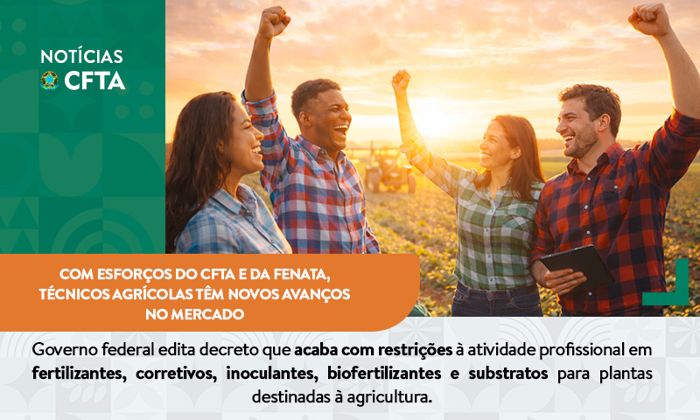 NOTÍCIAS
CFTA
COM ESFORÇOS DO CFTA E DA FENATA,
TÉCNICOS AGRÍCOLAS TÊM NOVOS AVANÇOS
NO MERCADO
Governo federal edita decreto que acaba com restrições à atividade profissional em
fertilizantes, corretivos, inoculantes, biofertilizantes e substratos para plantas
destinadas à agricultura.